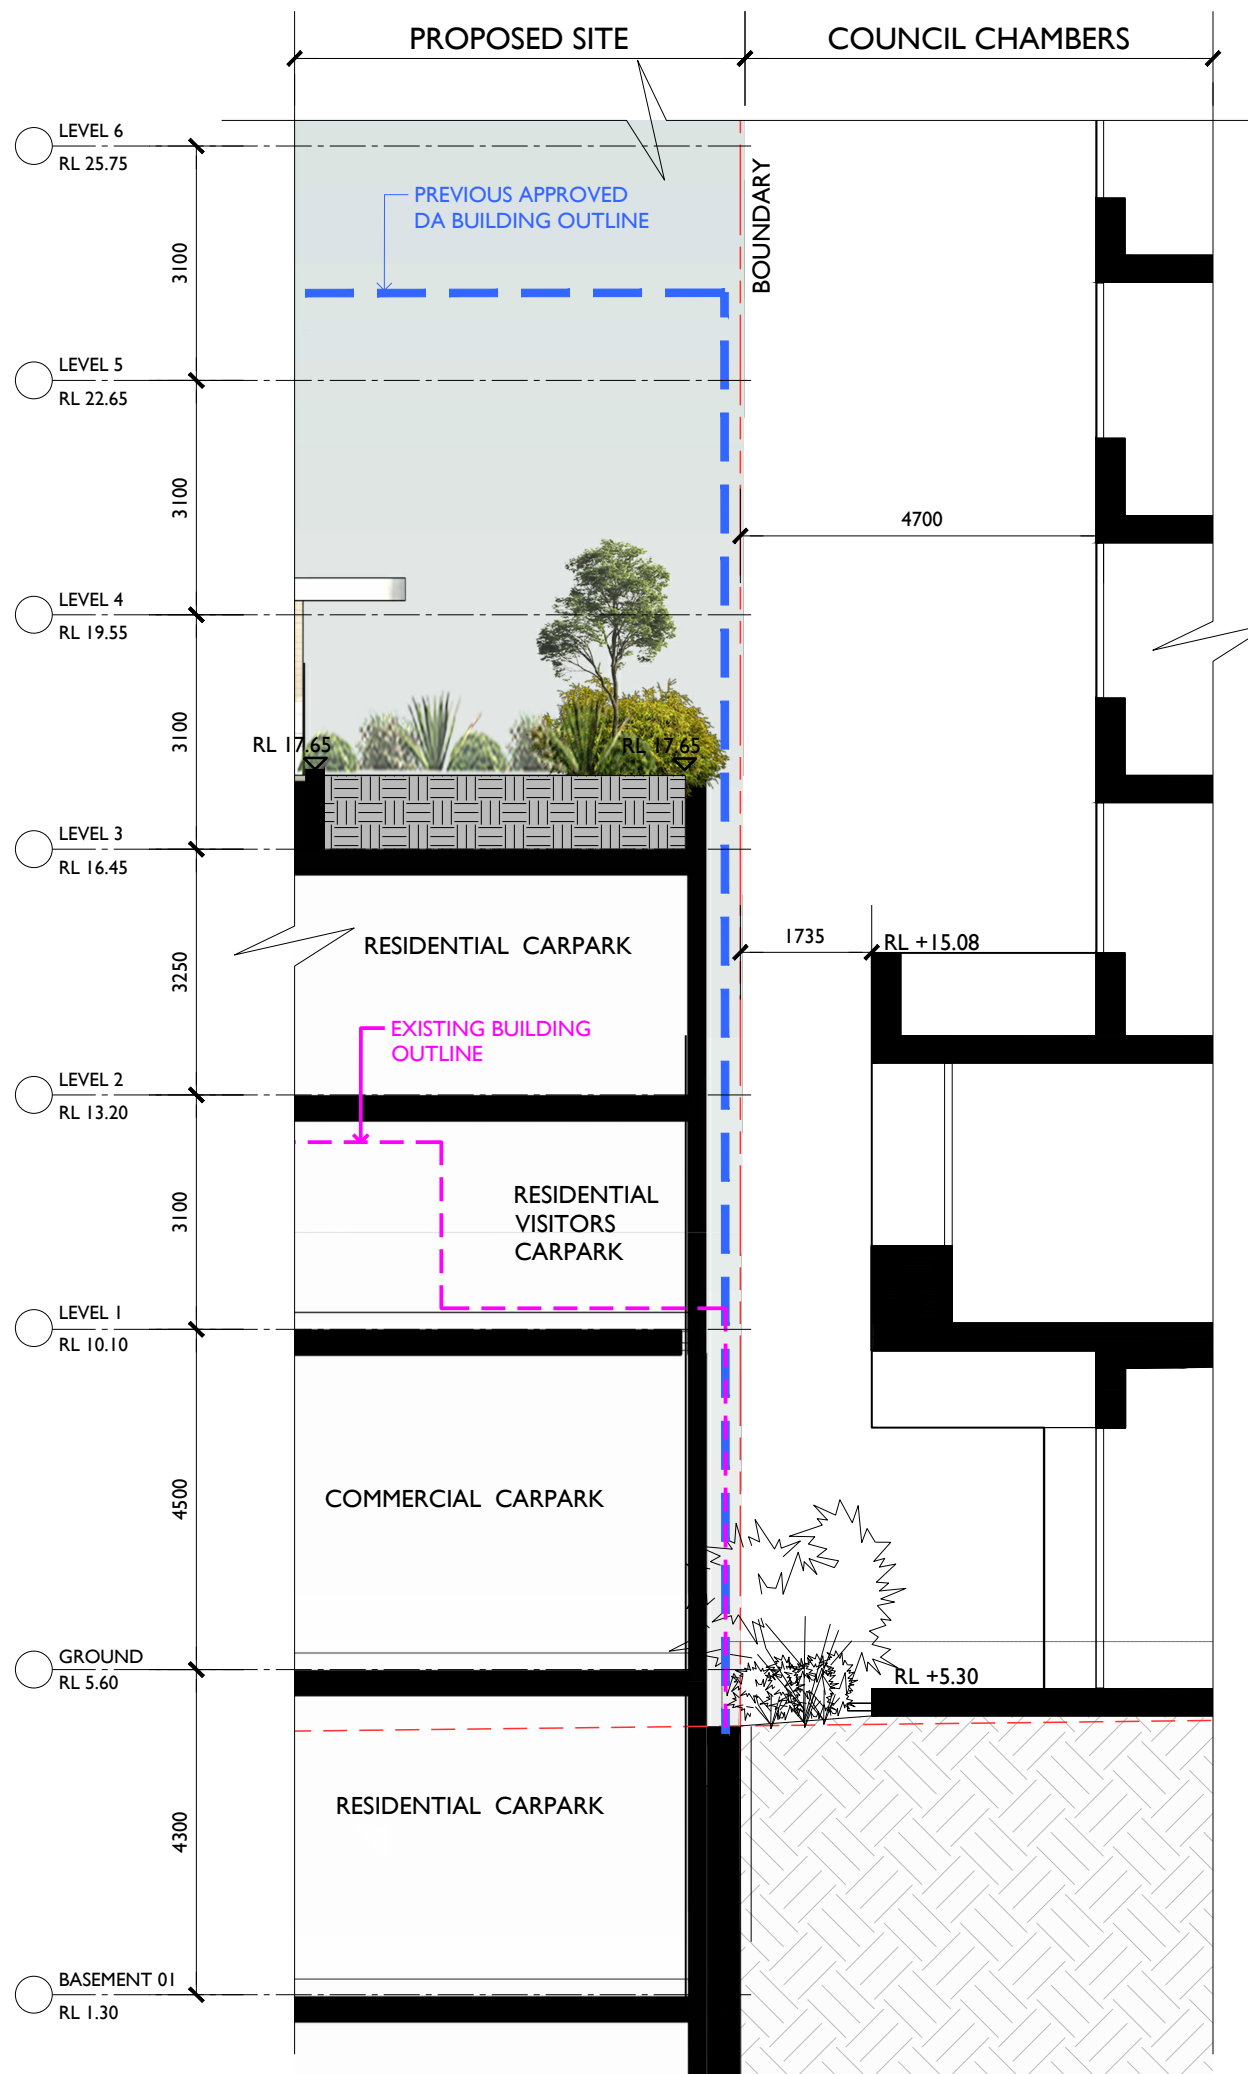 PROPOSED SITE
COUNCIL CHAMBERS
LEVEL 6
RL 25.75
BOUNDARY
PREVIOUS APPROVED
DA BUILDING OUTLINE
3100
LEVEL 5
RL 22.65
3100
4700
LEVEL 4
RL 19.55
3100
RL 17.65
RL 17.65
LEVEL 3
RL 16.45
1735
RL +15.08
RESIDENTIAL CARPARK
3250
EXISTING BUILDING
OUTLINE
LEVEL 2
RL 13.20
3100
RESIDENTIAL
VISITORS
CARPARK
LEVEL 1
RL 10.10
4500
COMMERCIAL CARPARK
GROUND
RL 5.60
RL +5.30
RESIDENTIAL CARPARK
4300
BASEMENT 01
RL 1.30